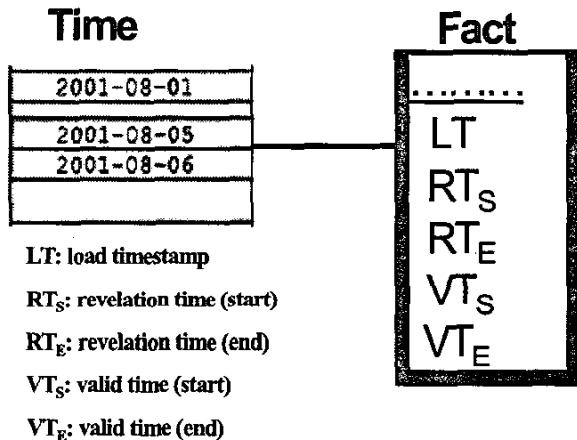 Time
2001-08-01
2001-08-05
2001-08-06
LT: load timestamp
RTS: revelation time (start)
RTE: revelation time (end)
VTS: valid time (start)
VTE: valid time (end)
Fact
........
LT
RTS
RTE
VTS
VTE